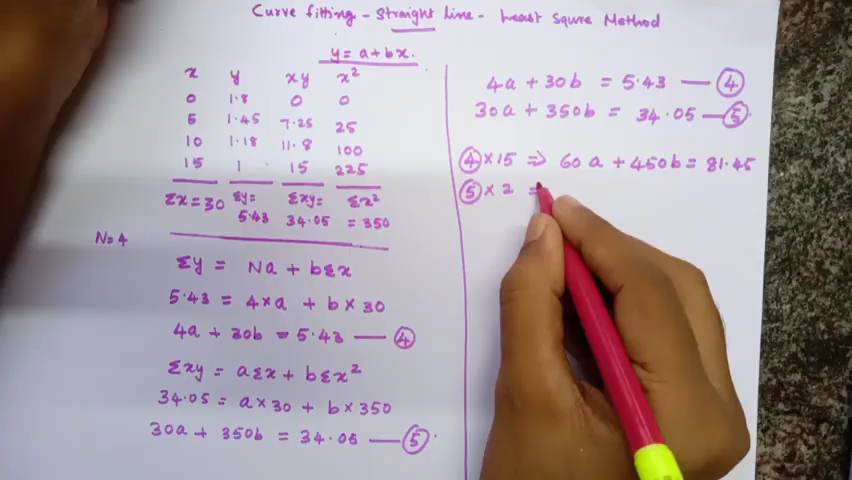 Curve fitting - Straight line - Least Squre Method
y = a + bx.
x y xy x²
0 1.8 0 0
5 1.45 7.25 25
10 1.18 11.8 100
15 1 15 225
Σx = 30 Σy = 5.43 Σxy = 34.05 Σx² = 350
N = 4
Σy = Na + bΣx
5.43 = 4×a + b×30
4a + 30b = 5.43 — ④
Σxy = aΣx + bΣx²
34.05 = a×30 + b×350
30a + 350b = 34.05 — ⑤
4a + 30b = 5.43 — ④
30a + 350b = 34.05 — ⑤
④ × 15 ⇒ 60a + 450b = 81.45
⑤ × 2 =